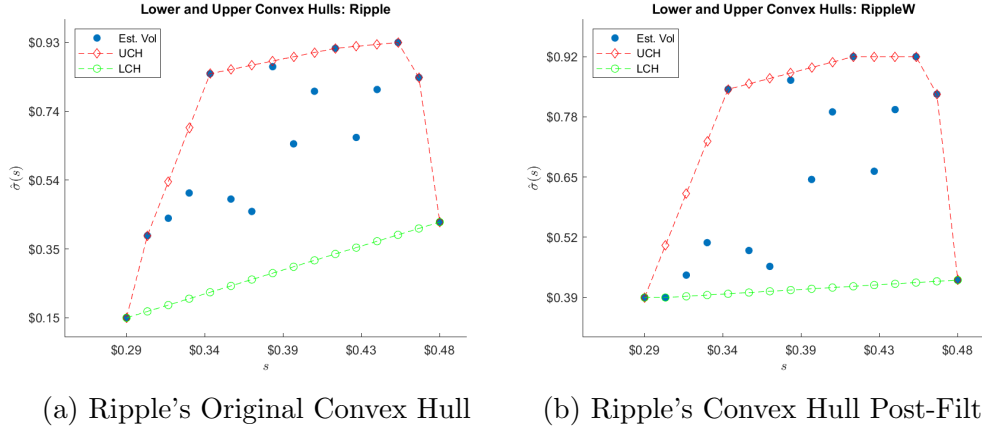 Lower and Upper Convex Hulls: Ripple
Est. Vol
UCH
LCH
$0.93
$0.74
$0.54
$0.35
$0.15
σ̂(s)
$0.29
$0.34
$0.39
$0.43
$0.48
s
(a) Ripple's Original Convex Hull
Lower and Upper Convex Hulls: RippleW
Est. Vol
UCH
LCH
$0.92
$0.78
$0.65
$0.52
$0.39
σ̂(s)
$0.29
$0.34
$0.39
$0.43
$0.48
s
(b) Ripple's Convex Hull Post-Filt